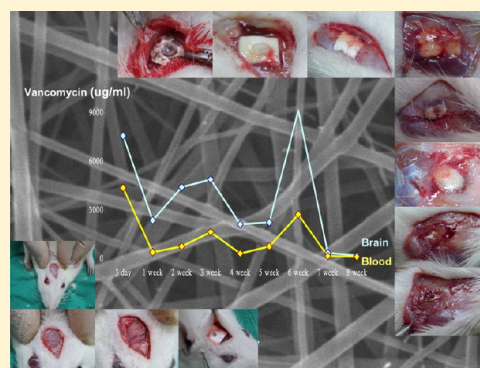 Vancomycin (ug/ml)
9000
6000
3000
0
Brain
Blood
3 day 1 week 2 week 3 week 4 week 5 week 6 week 7 week 8 week